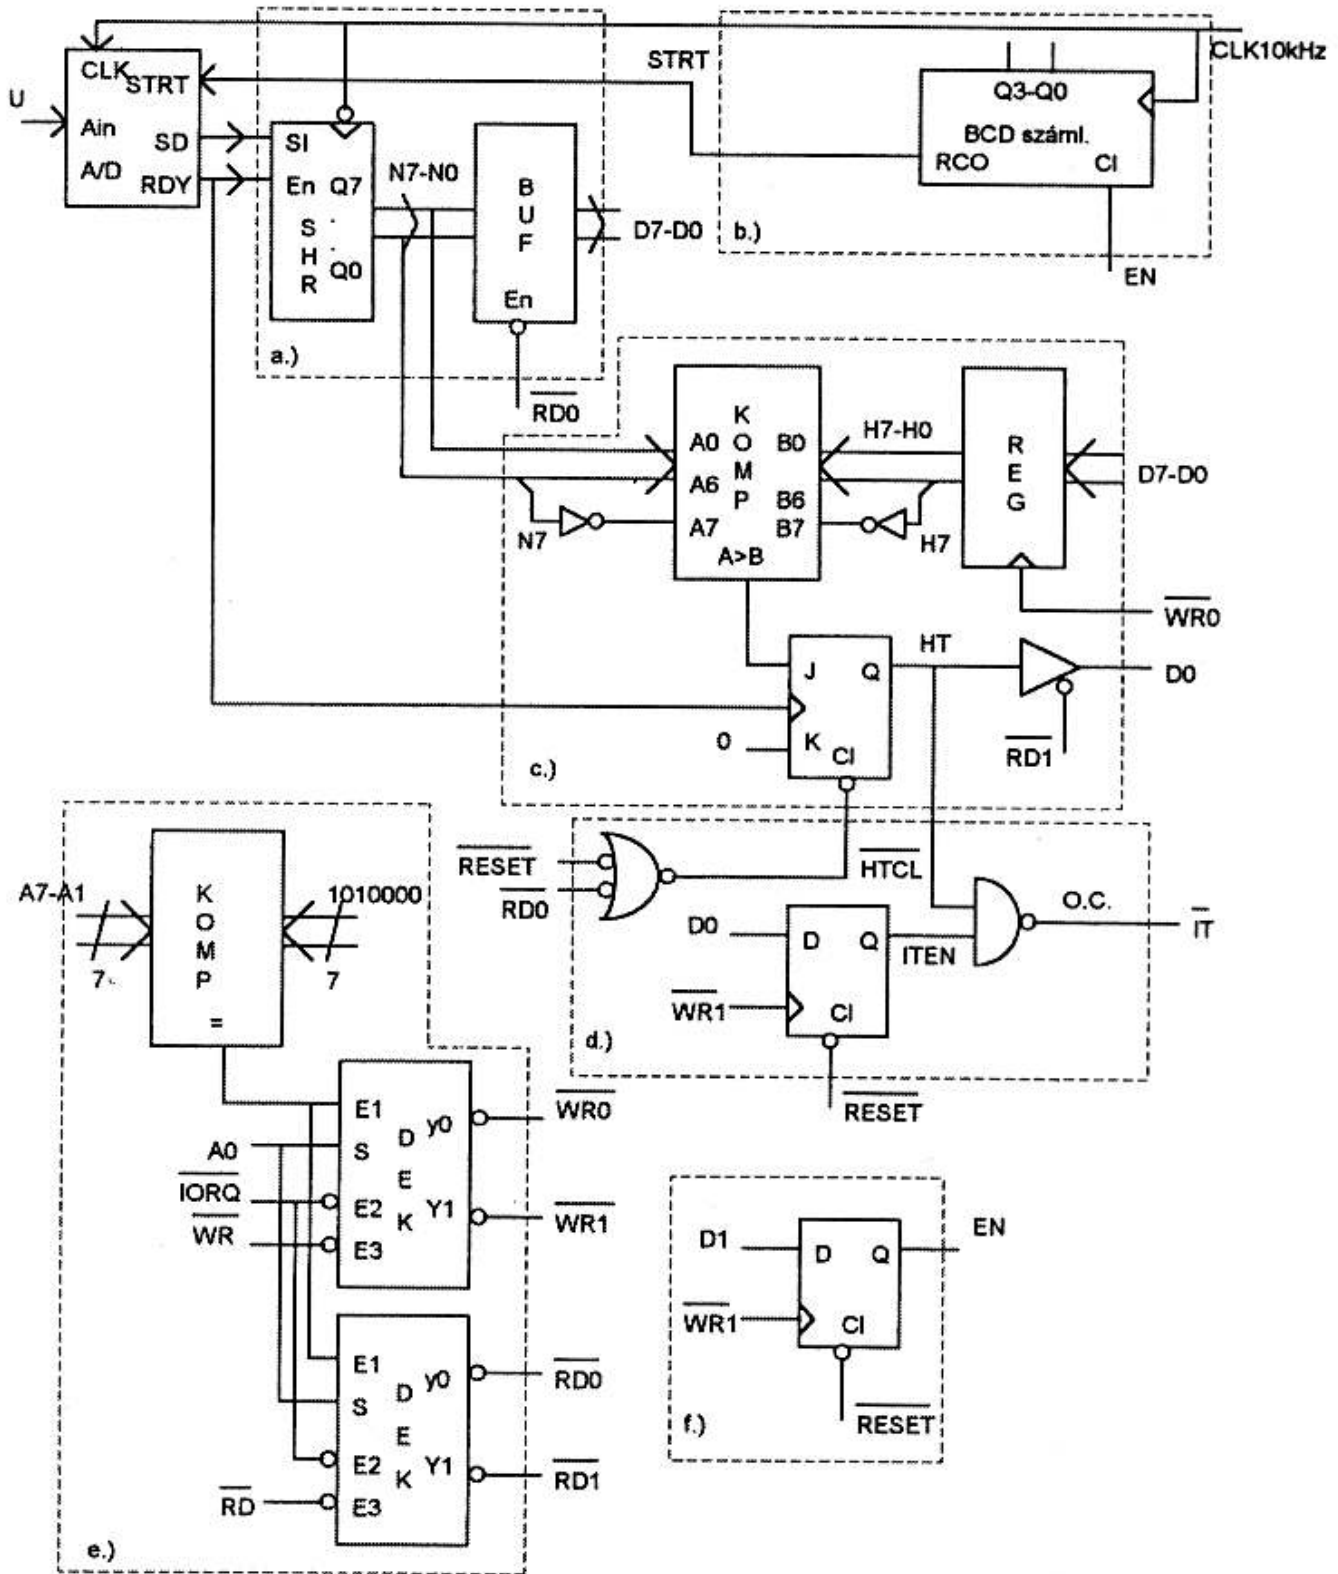 CLK
STRT
U
Ain
SD
A/D
RDY
SI
En
Q7
.
.
Q0
S
H
R
N7-N0
B
U
F
En
D7-D0
a.)
RD0
STRT
CLK10kHz
Q3-Q0
BCD száml.
RCO
CI
b.)
EN
K
O
M
P
A0
A6
A7
B0
B6
B7
A>B
H7-H0
R
E
G
D7-D0
N7
H7
WR0
J
Q
K
Cl
0
HT
D0
RD1
c.)
RESET
RD0
HTCL
D0
D
Q
ITEN
O.C.
IT
WR1
Cl
d.)
RESET
A7-A1
7
K
O
M
P
=
1010000
7
A0
IORQ
WR
E1
S
E2
E3
D
E
K
y0
Y1
WR0
WR1
RD
E1
S
E2
E3
D
E
K
y0
Y1
RD0
RD1
e.)
D1
D
Q
EN
WR1
Cl
f.)
RESET